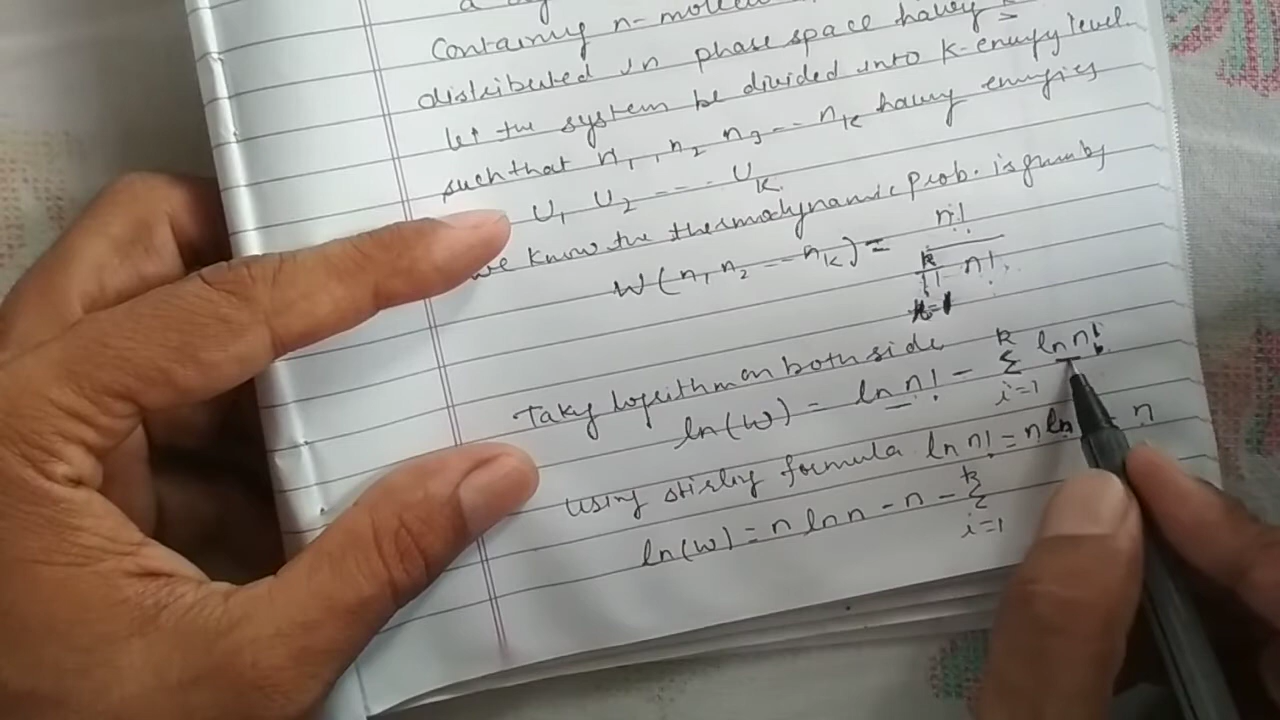 Containing n-molec
distributed in phase space having
let the system be divided into K-energy level
such that n₁, n₂ n₃ --- nₖ having energies
U₁ U₂ --- - Uₖ.
we know the thermodynamic prob. is given by
W(n₁ n₂ --- nₖ) = n! / k Π i=1 n!
Taking logarithm on both side
ln(W) = ln n! - k Σ i=1 ln n!
Using stirling formula ln n! = n ln - n
ln(W) = n ln n - n - k Σ i=1